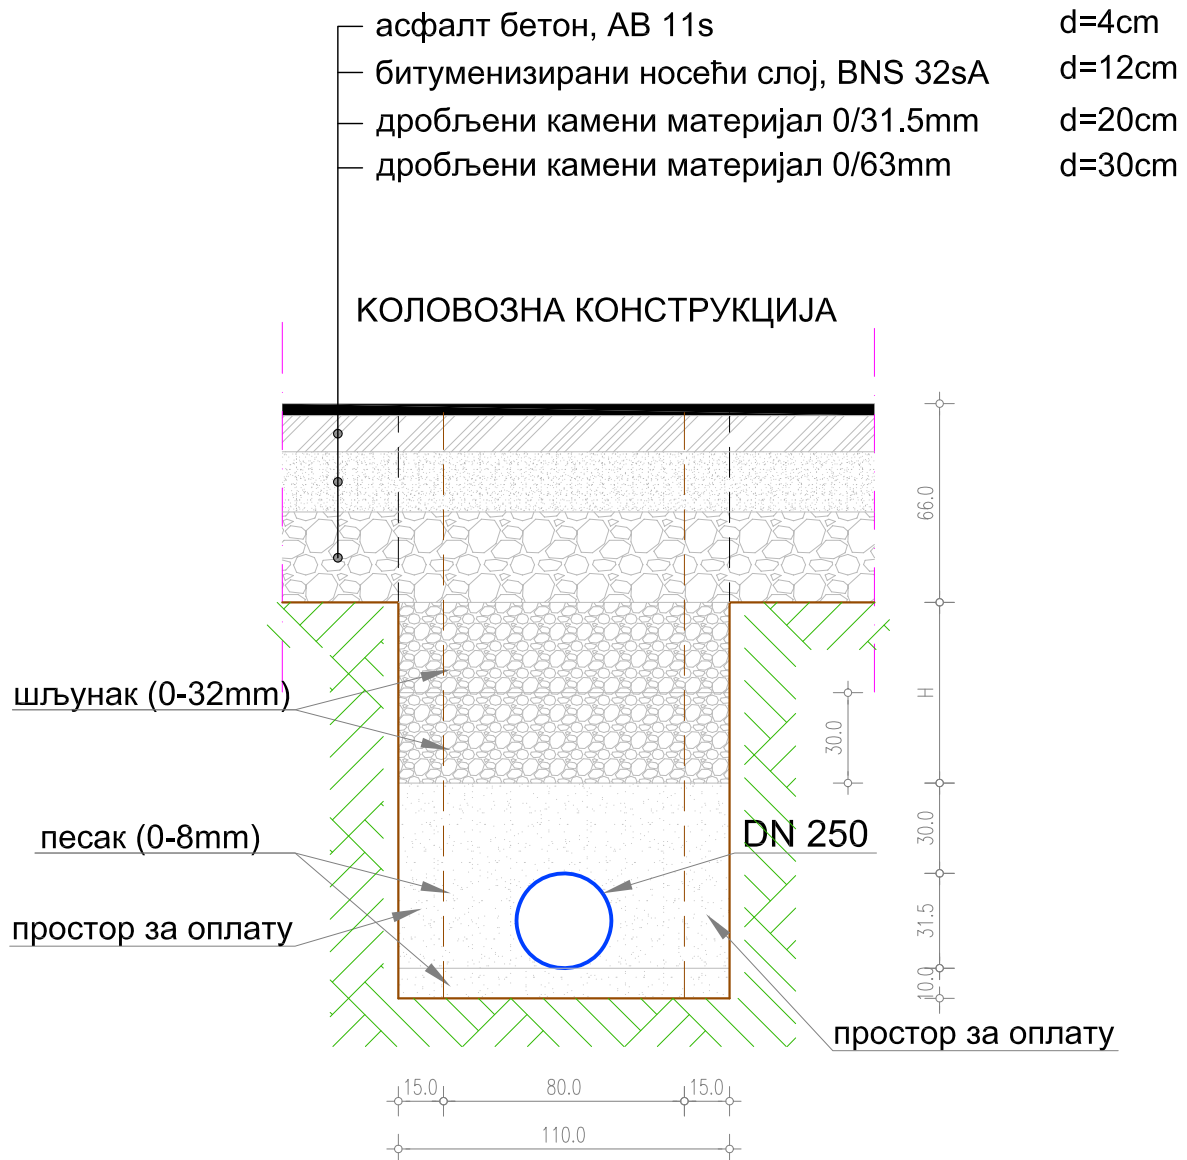 асфалт бетон, AB 11s d=4cm
битуменизирани носећи слој, BNS 32sA d=12cm
дробљени камени материјал 0/31.5mm d=20cm
дробљени камени материјал 0/63mm d=30cm
КОЛОВОЗНА КОНСТРУКЦИЈА
66.0
шљунак (0-32mm)
H
30.0
песак (0-8mm)
DN 250
30.0
простор за оплату
31.5
10.0
простор за оплату
15.0 80.0 15.0
110.0